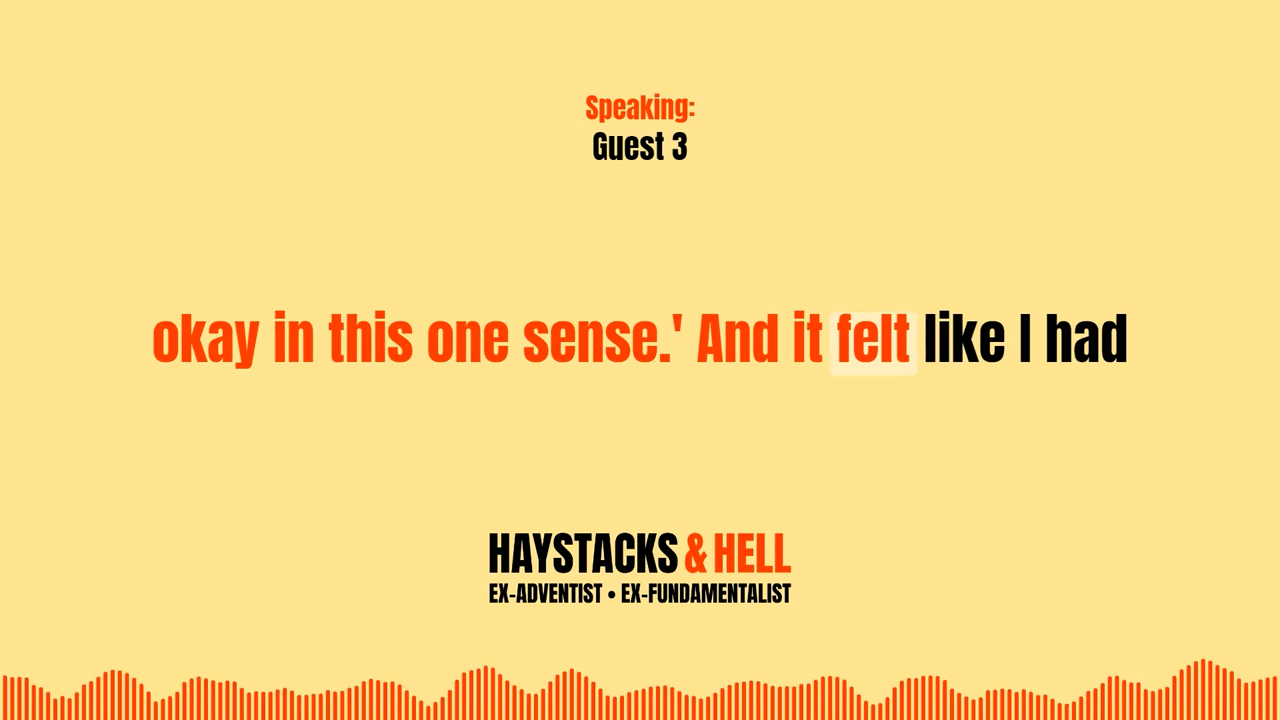 Speaking:
Guest 3
okay in this one sense.' And it felt like I had
HAYSTACKS & HELL
EX-ADVENTIST • EX-FUNDAMENTALIST